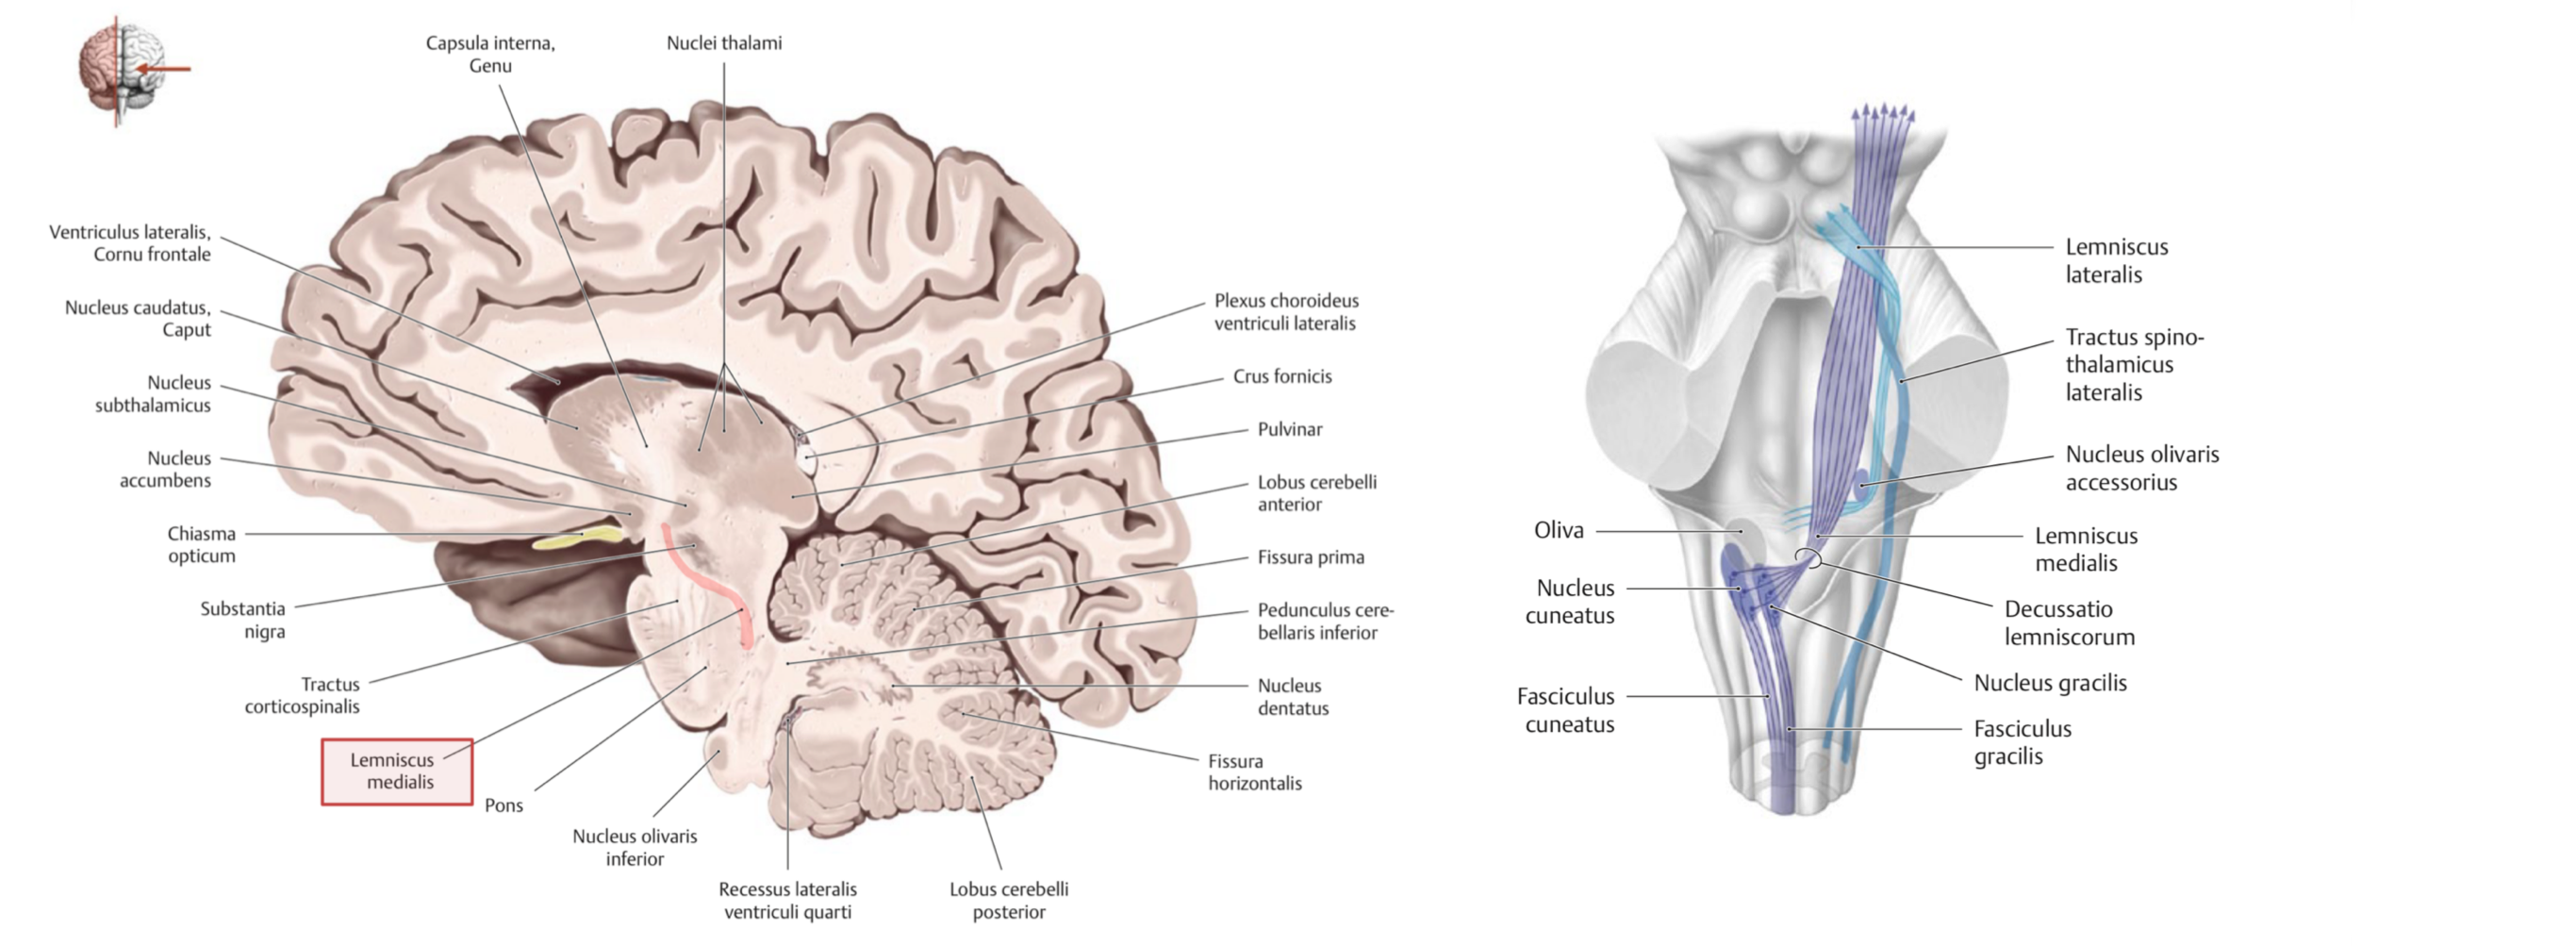 Capsula interna,
Genu
Nuclei thalami
Ventriculus lateralis,
Cornu frontale
Nucleus caudatus,
Caput
Nucleus
subthalamicus
Nucleus
accumbens
Chiasma
opticum
Substantia
nigra
Tractus
corticospinalis
Lemniscus
medialis
Pons
Nucleus olivaris
inferior
Recessus lateralis
ventriculi quarti
Lobus cerebelli
posterior
Plexus choroideus
ventriculi lateralis
Crus fornicis
Pulvinar
Lobus cerebelli
anterior
Fissura prima
Pedunculus cere-
bellaris inferior
Nucleus
dentatus
Fissura
horizontalis
Oliva
Nucleus
cuneatus
Fasciculus
cuneatus
Lemniscus
lateralis
Tractus spino-
thalamicus
lateralis
Nucleus olivaris
accessorius
Lemniscus
medialis
Decussatio
lemniscorum
Nucleus gracilis
Fasciculus
gracilis